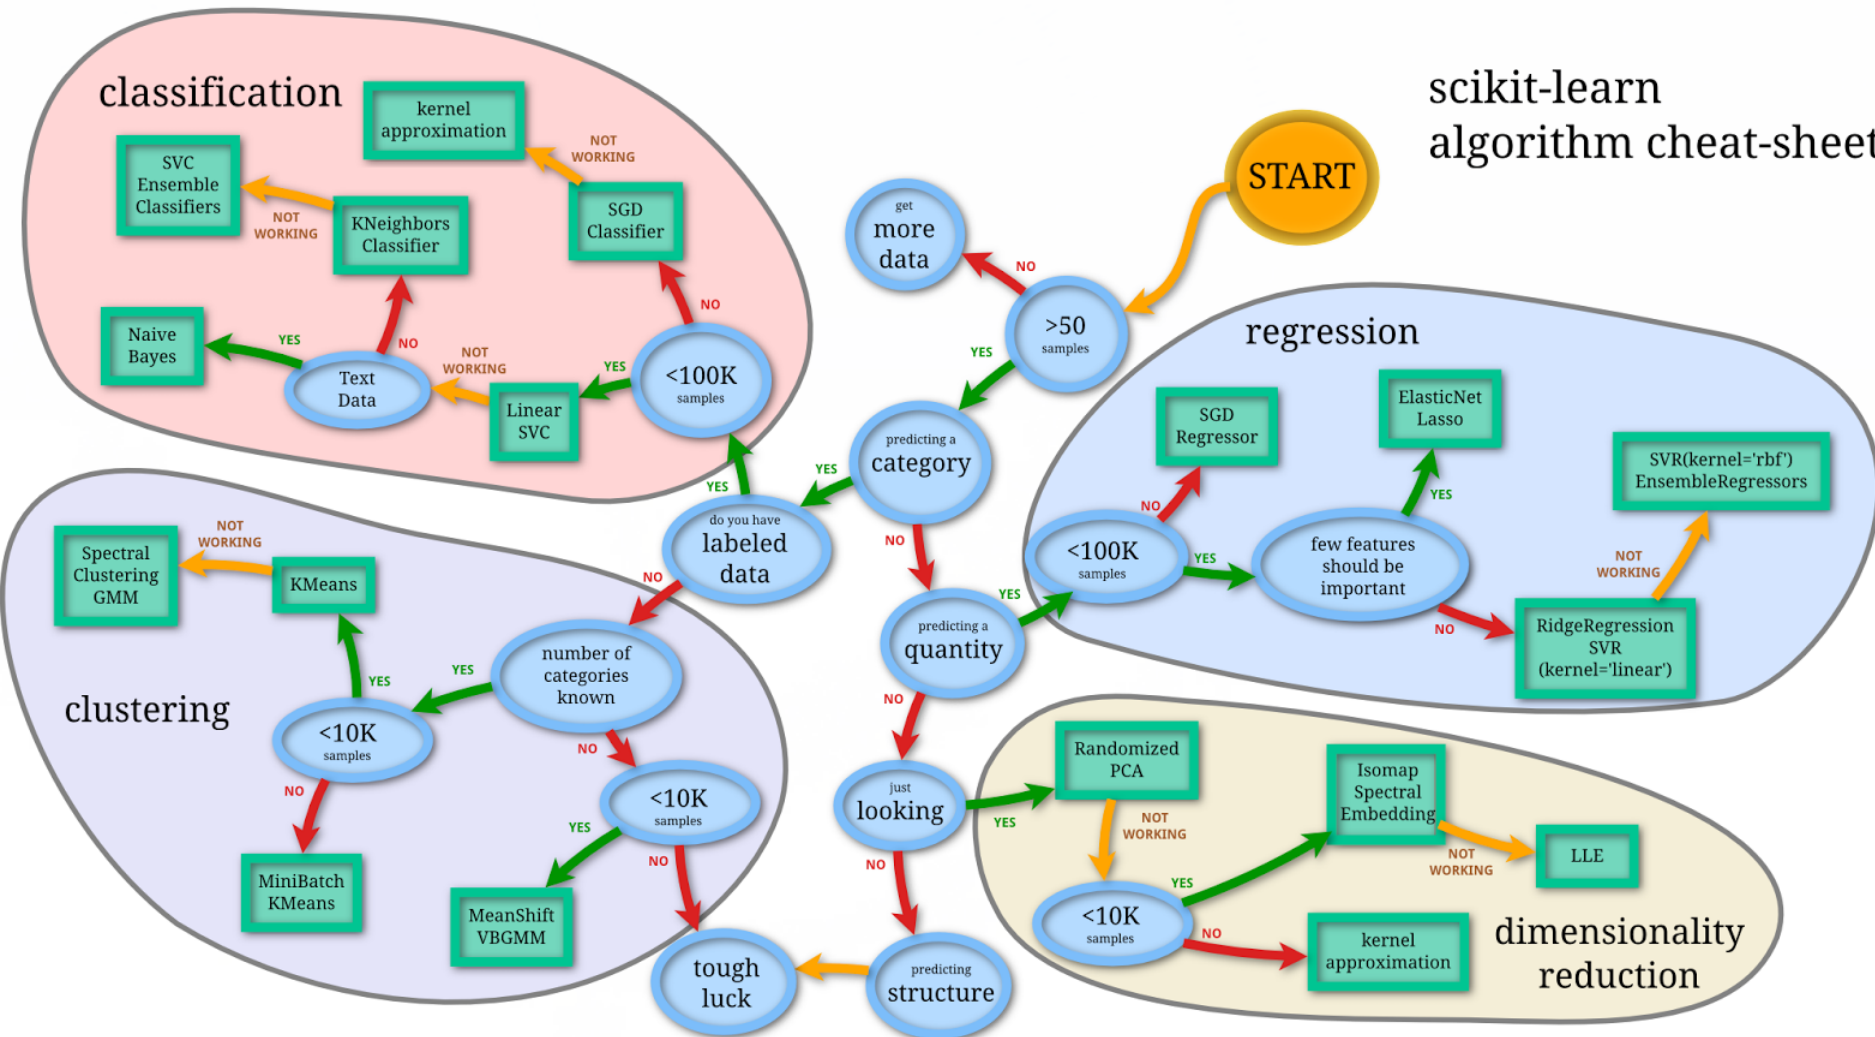 scikit-learn
algorithm cheat-sheet
START
classification
kernel
approximation
NOT
WORKING
SVC
Ensemble
Classifiers
NOT
WORKING
KNeighbors
Classifier
SGD
Classifier
NO
Naive
Bayes
YES
Text
Data
NO
NOT
WORKING
Linear
SVC
YES
<100K
samples
YES
get
more
data
NO
>50
samples
YES
predicting a
category
YES
NO
do you have
labeled
data
NO
predicting a
quantity
YES
NO
just
looking
YES
NO
predicting
structure
tough
luck
regression
SGD
Regressor
NO
<100K
samples
YES
ElasticNet
Lasso
YES
few features
should be
important
NO
SVR(kernel='rbf')
EnsembleRegressors
NOT
WORKING
RidgeRegression
SVR
(kernel='linear')
clustering
Spectral
Clustering
GMM
NOT
WORKING
KMeans
YES
<10K
samples
NO
MiniBatch
KMeans
YES
number of
categories
known
NO
<10K
samples
YES
NO
MeanShift
VBGMM
dimensionality
reduction
Randomized
PCA
NOT
WORKING
<10K
samples
YES
NO
Isomap
Spectral
Embedding
NOT
WORKING
LLE
kernel
approximation